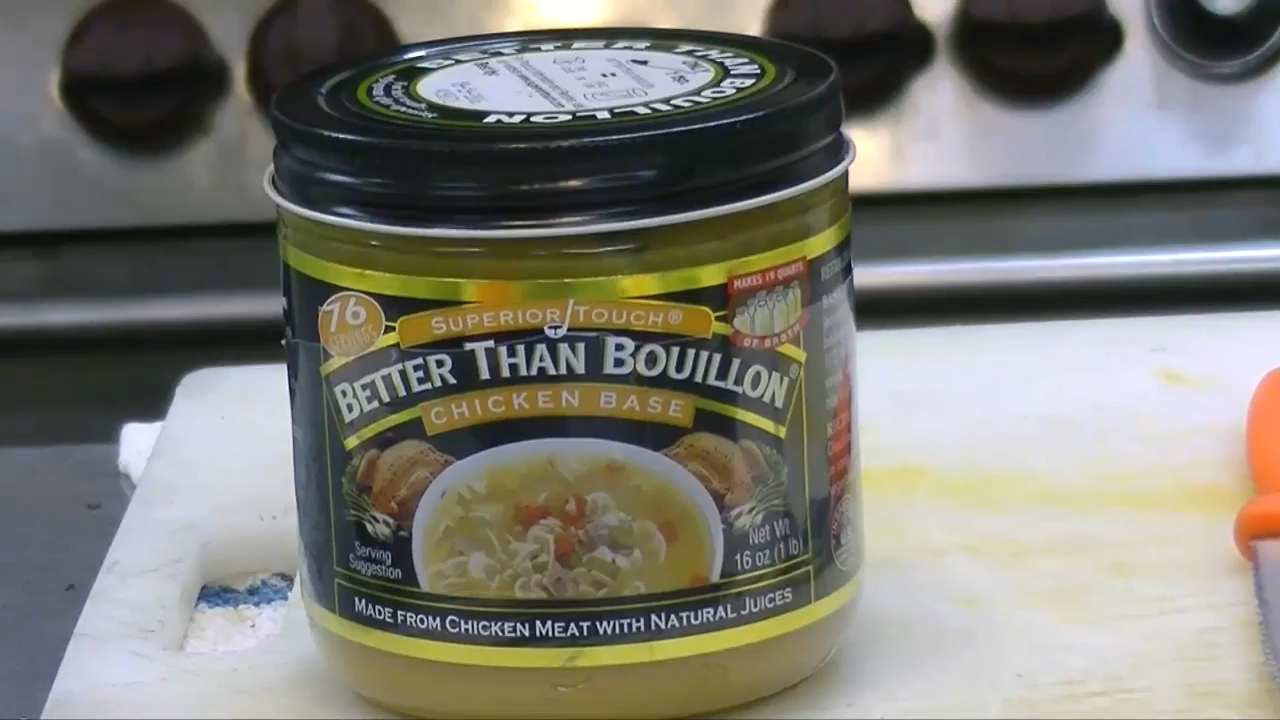 BETTER THAN BOUILLON
76
SERVINGS
SUPERIOR TOUCH®
MAKES 19 QUARTS
OF BROTH
BETTER THAN BOUILLON®
CHICKEN BASE
Serving
Suggestion
Net Wt
16 oz (1 lb)
MADE FROM CHICKEN MEAT WITH NATURAL JUICES